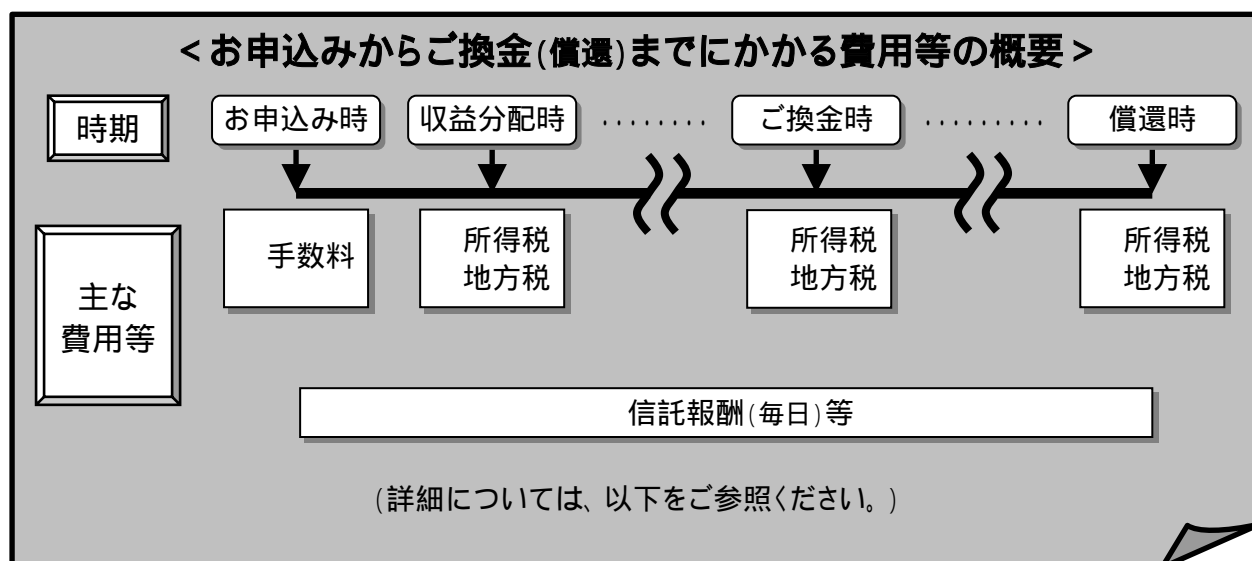 <お申込みからご換金(償還)までにかかる費用等の概要>
時期
お申込み時
収益分配時
‥‥‥‥
ご換金時
‥‥‥‥‥
償還時
主な
費用等
手数料
所得税
地方税
所得税
地方税
所得税
地方税
信託報酬(毎日)等
(詳細については、以下をご参照ください。)